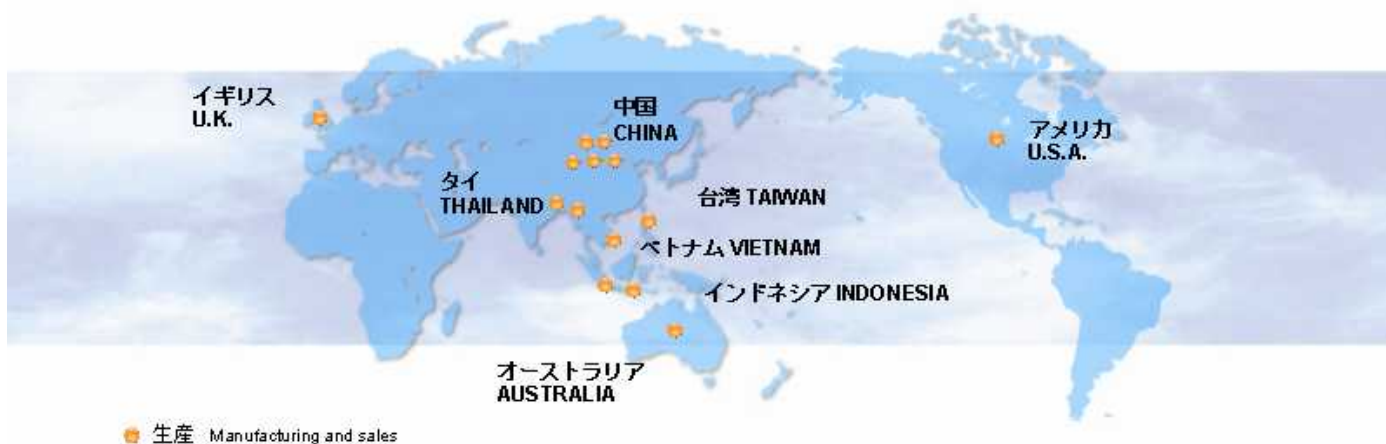 イギリス
U.K.
中国
CHINA
アメリカ
U.S.A.
タイ
THAILAND
台湾 TAIWAN
ベトナム VIETNAM
インドネシア INDONESIA
オーストラリア
AUSTRALIA
生産 Manufacturing and sales